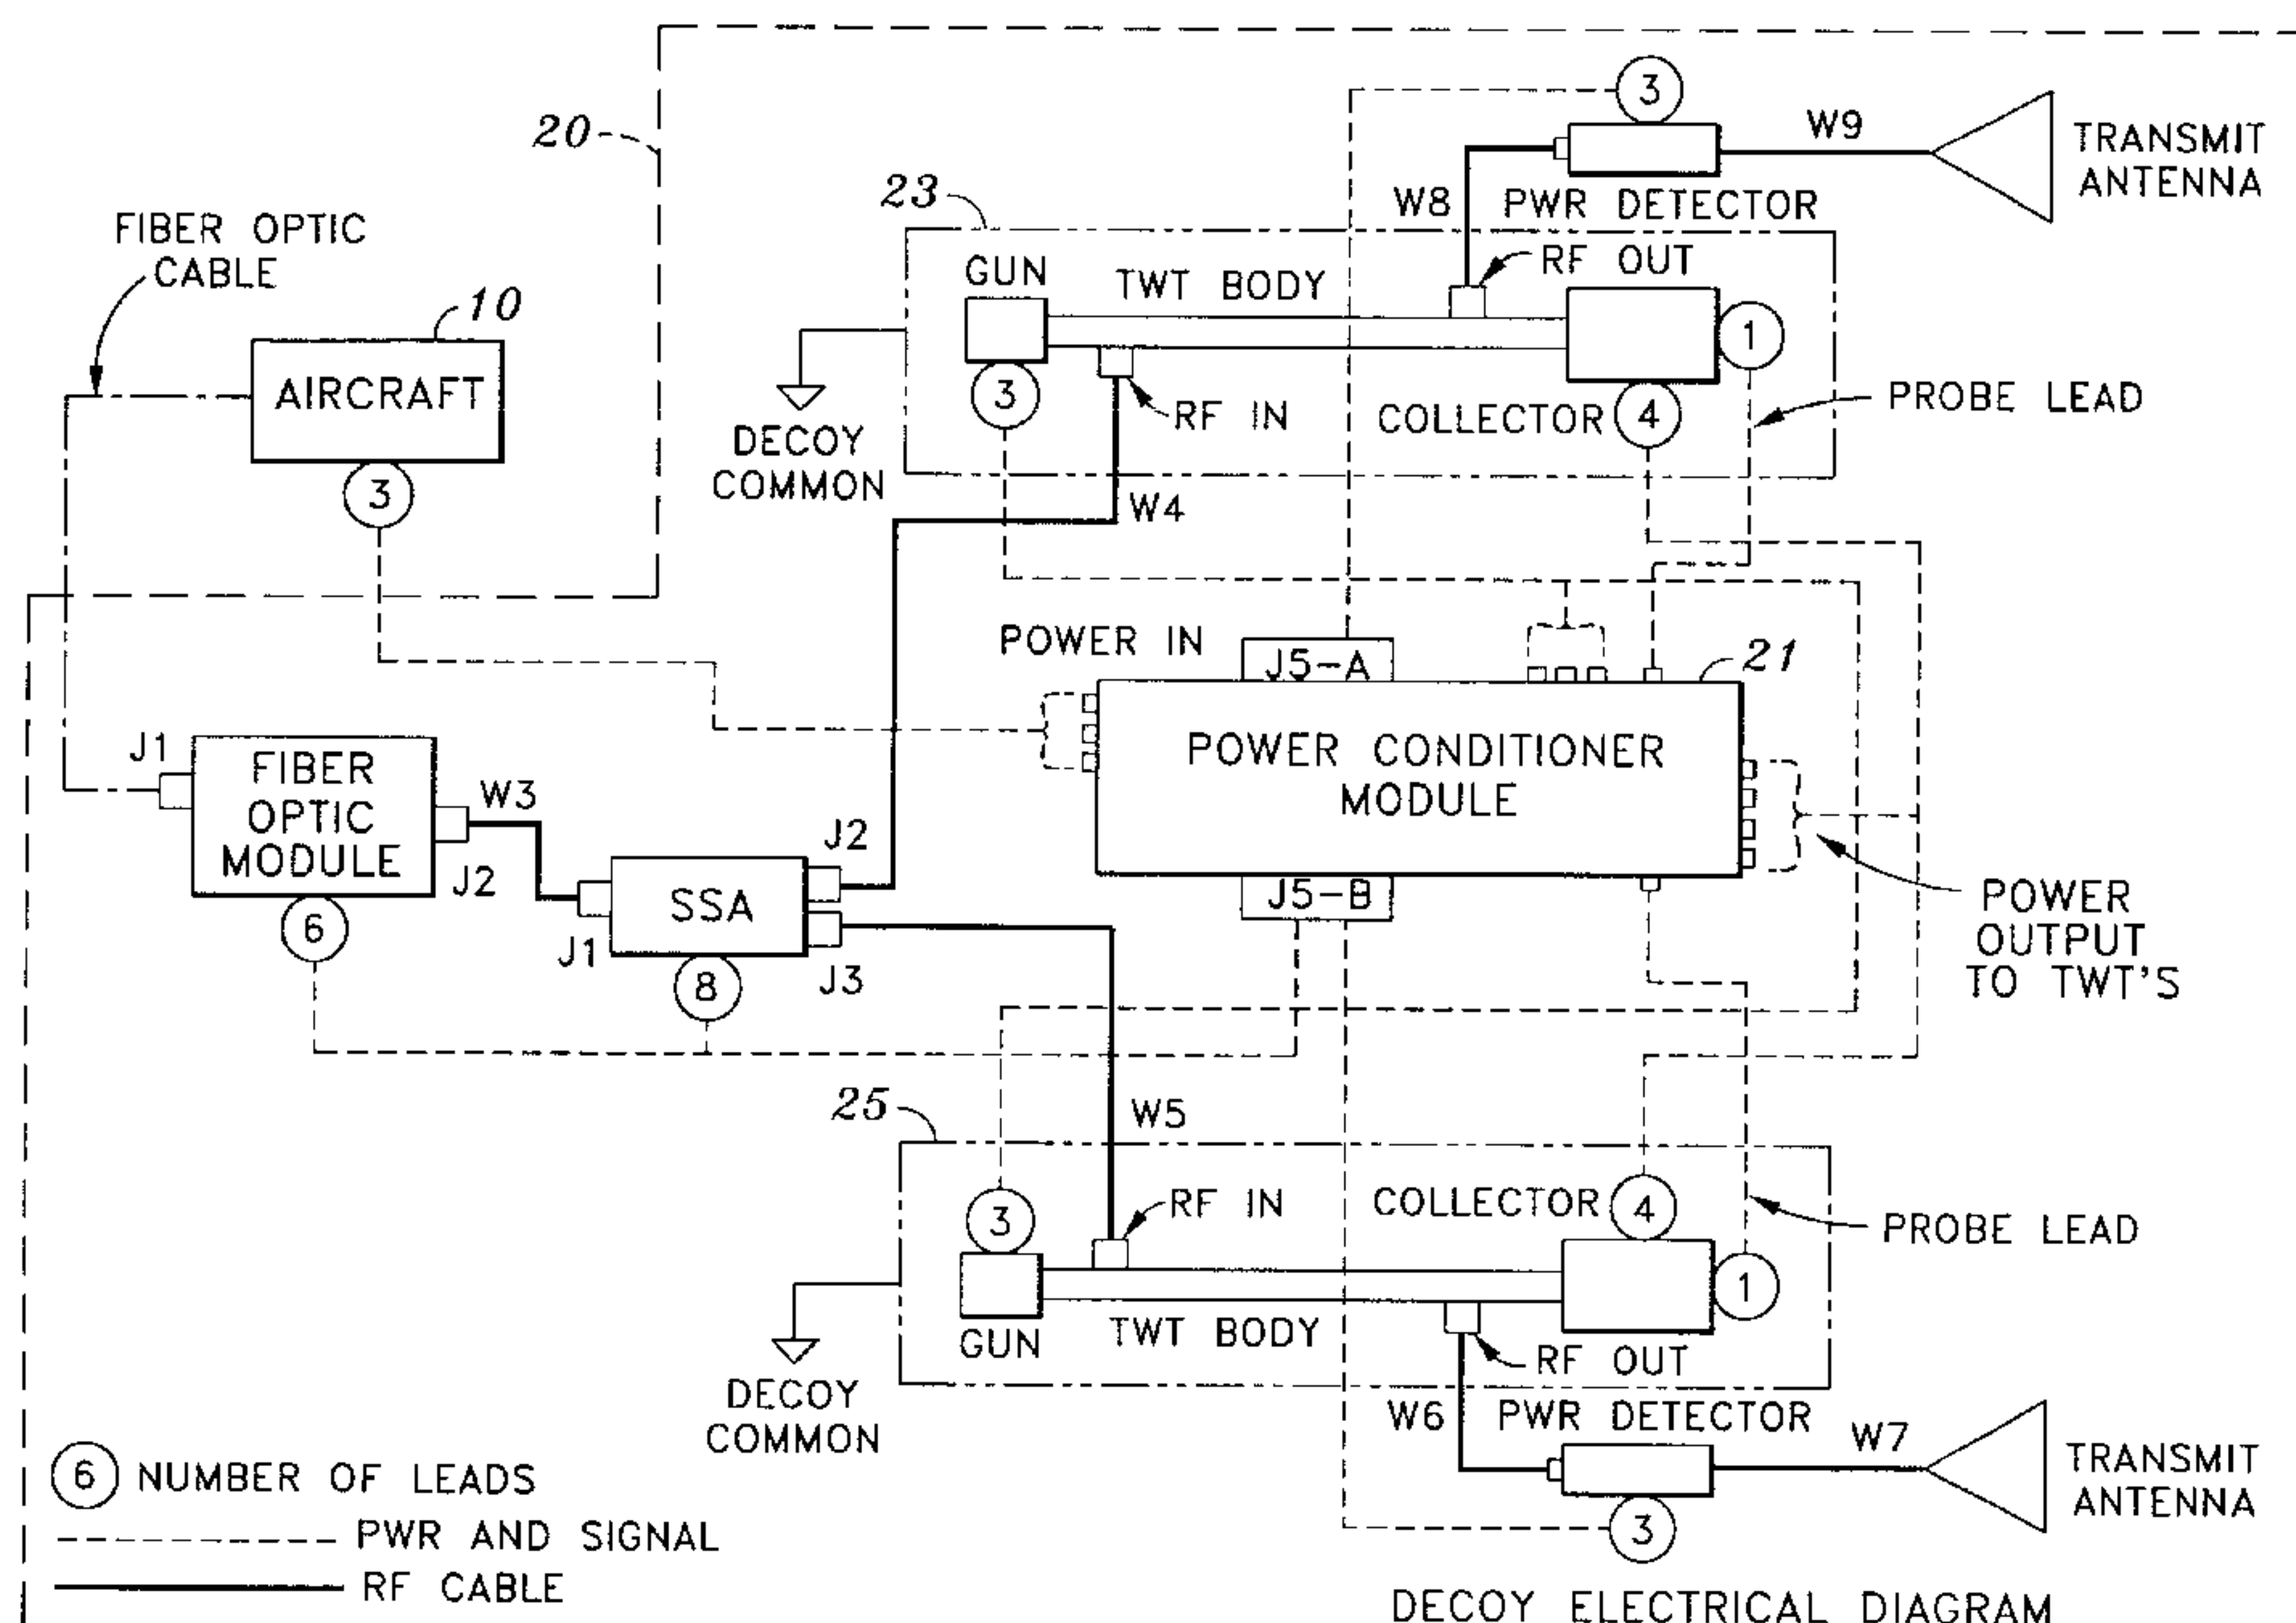 20
3
W9
TRANSMIT
ANTENNA
W8
PWR DETECTOR
23
FIBER OPTIC
CABLE
GUN
TWT BODY
RF OUT
10
AIRCRAFT
3
1
3
RF IN
COLLECTOR
4
PROBE LEAD
DECOY
COMMON
W4
POWER IN
J5-A
21
POWER CONDITIONER
MODULE
J5-B
J1
FIBER
OPTIC
MODULE
W3
J2
6
J2
SSA
J1
J3
8
POWER
OUTPUT
TO TWT'S
25
W5
3
RF IN
COLLECTOR
4
PROBE LEAD
1
GUN
TWT BODY
RF OUT
DECOY
COMMON
W6
PWR DETECTOR
W7
TRANSMIT
ANTENNA
3
6 NUMBER OF LEADS
PWR AND SIGNAL
RF CABLE
DECOY ELECTRICAL DIAGRAM